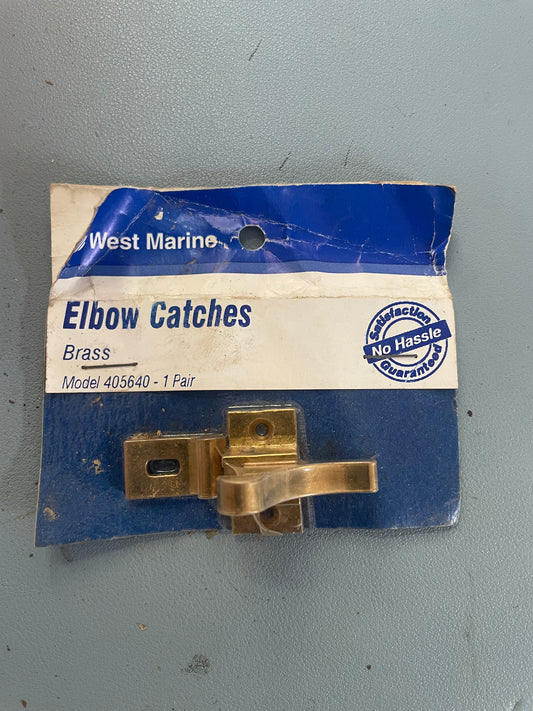 West Marine
Elbow Catches
Brass
Model 405640 - 1 Pair
Satisfaction
No Hassle
Guaranteed